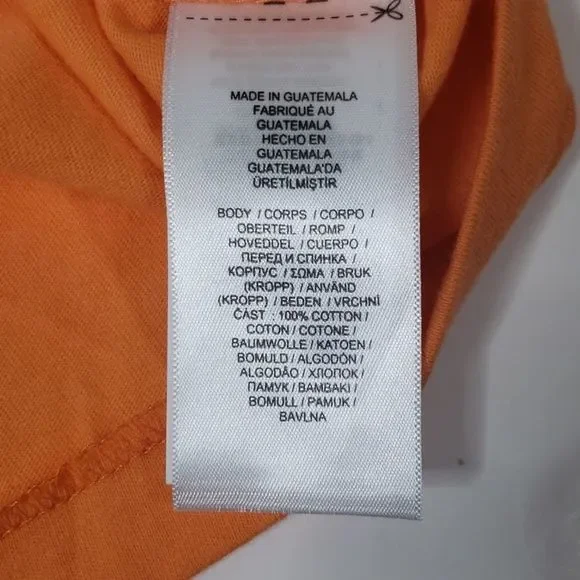 MADE IN GUATEMALA
FABRIQUÉ AU
GUATEMALA
HECHO EN
GUATEMALA
GUATEMALA'DA
ÜRETİLMİŞTİR
BODY / CORPS / CORPO /
OBERTEIL / ROMP /
HOVEDDEL / CUERPO /
ПЕРЕД И СПИНКА /
КОРПУС / ΣΩΜΑ / BRUK
(KROPP) / ANVÄND
(KROPP) / BEDEN / VRCHNÍ
ČÁST : 100% COTTON /
COTON / COTONE /
BAUMWOLLE / KATOEN /
BOMULD / ALGODÓN /
ALGODÃO / ХЛОПОК /
ПАМУК / BAMBAKI /
BOMULL / PAMUK /
BAVLNA